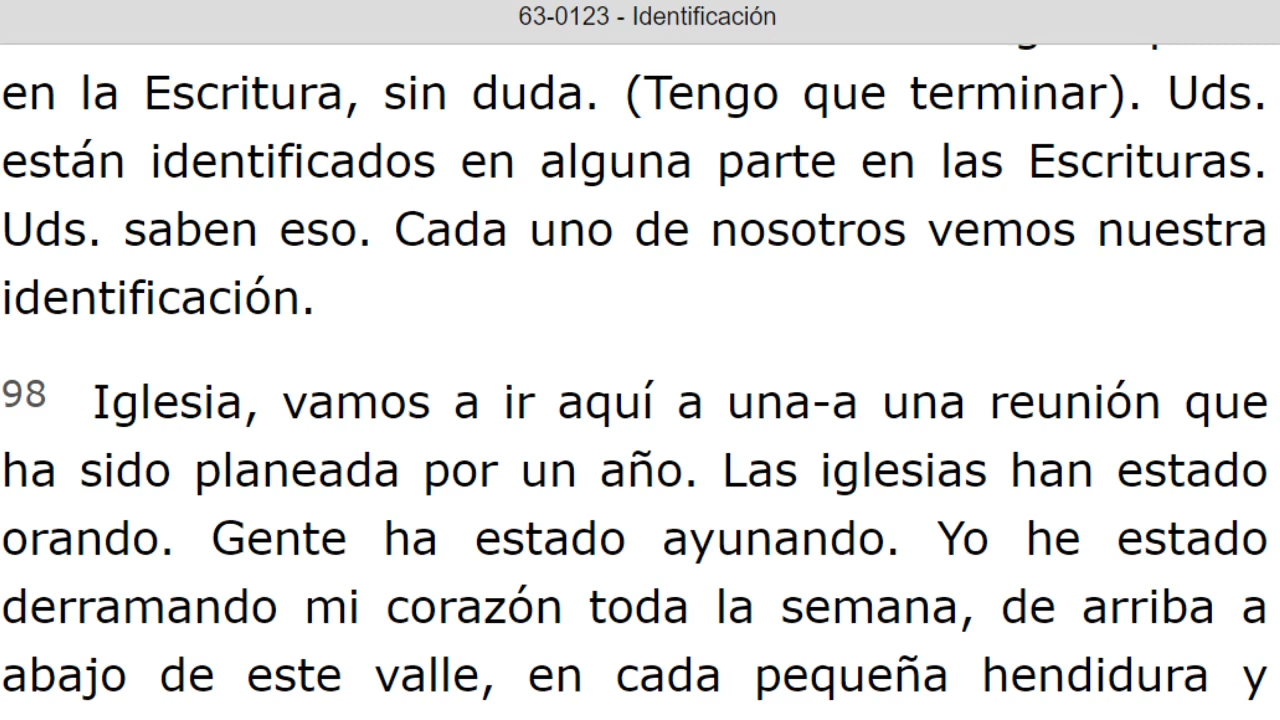 63-0123 - Identificación
en la Escritura, sin duda. (Tengo que terminar). Uds.
están identificados en alguna parte en las Escrituras.
Uds. saben eso. Cada uno de nosotros vemos nuestra
identificación.
98 Iglesia, vamos a ir aquí a una-a una reunión que
ha sido planeada por un año. Las iglesias han estado
orando. Gente ha estado ayunando. Yo he estado
derramando mi corazón toda la semana, de arriba a
abajo de este valle, en cada pequeña hendidura y